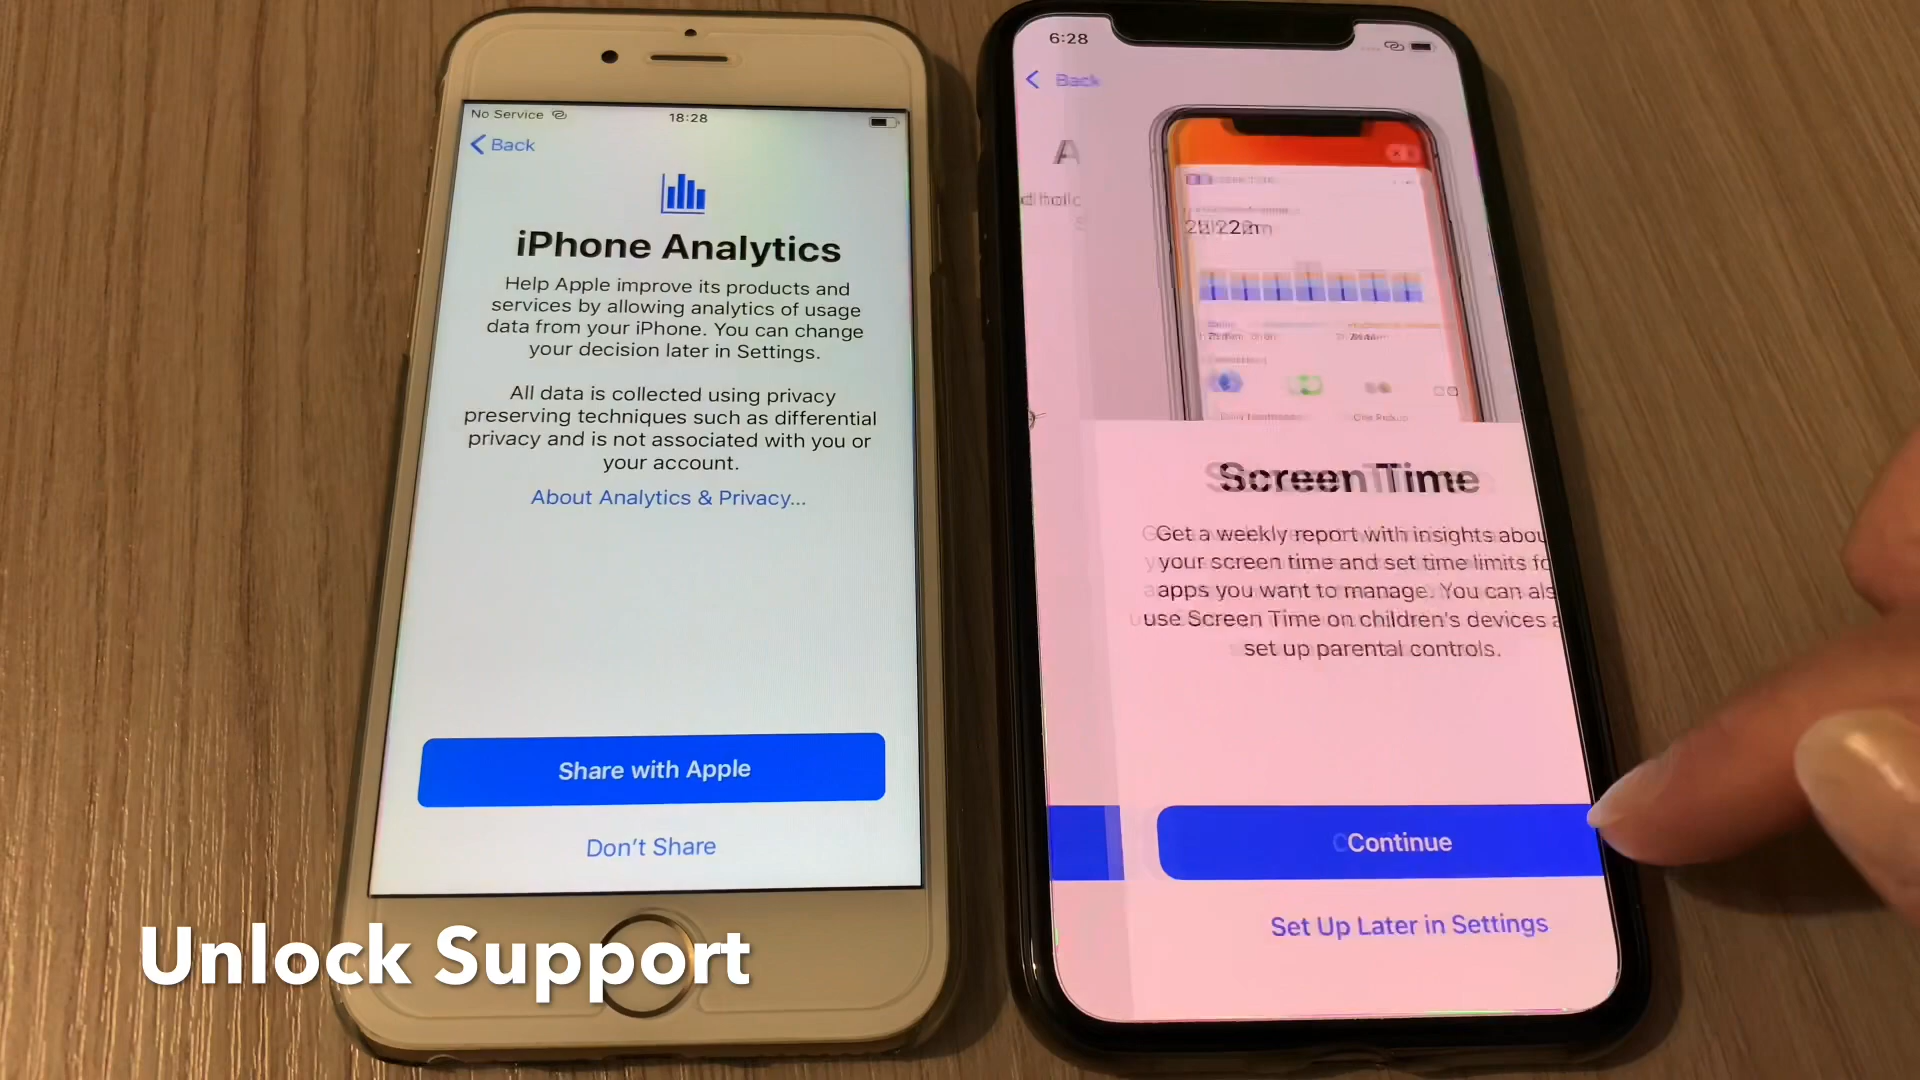 No Service
18:28
Back
iPhone Analytics
Help Apple improve its products and
services by allowing analytics of usage
data from your iPhone. You can change
your decision later in Settings.
All data is collected using privacy
preserving techniques such as differential
privacy and is not associated with you or
your account.
About Analytics & Privacy...
Share with Apple
Don't Share
6:28
Back
A
Screen Time
Get a weekly report with insights abou
your screen time and set time limits fo
apps you want to manage. You can als
use Screen Time on children's devices a
set up parental controls.
Continue
Set Up Later in Settings
Unlock Support